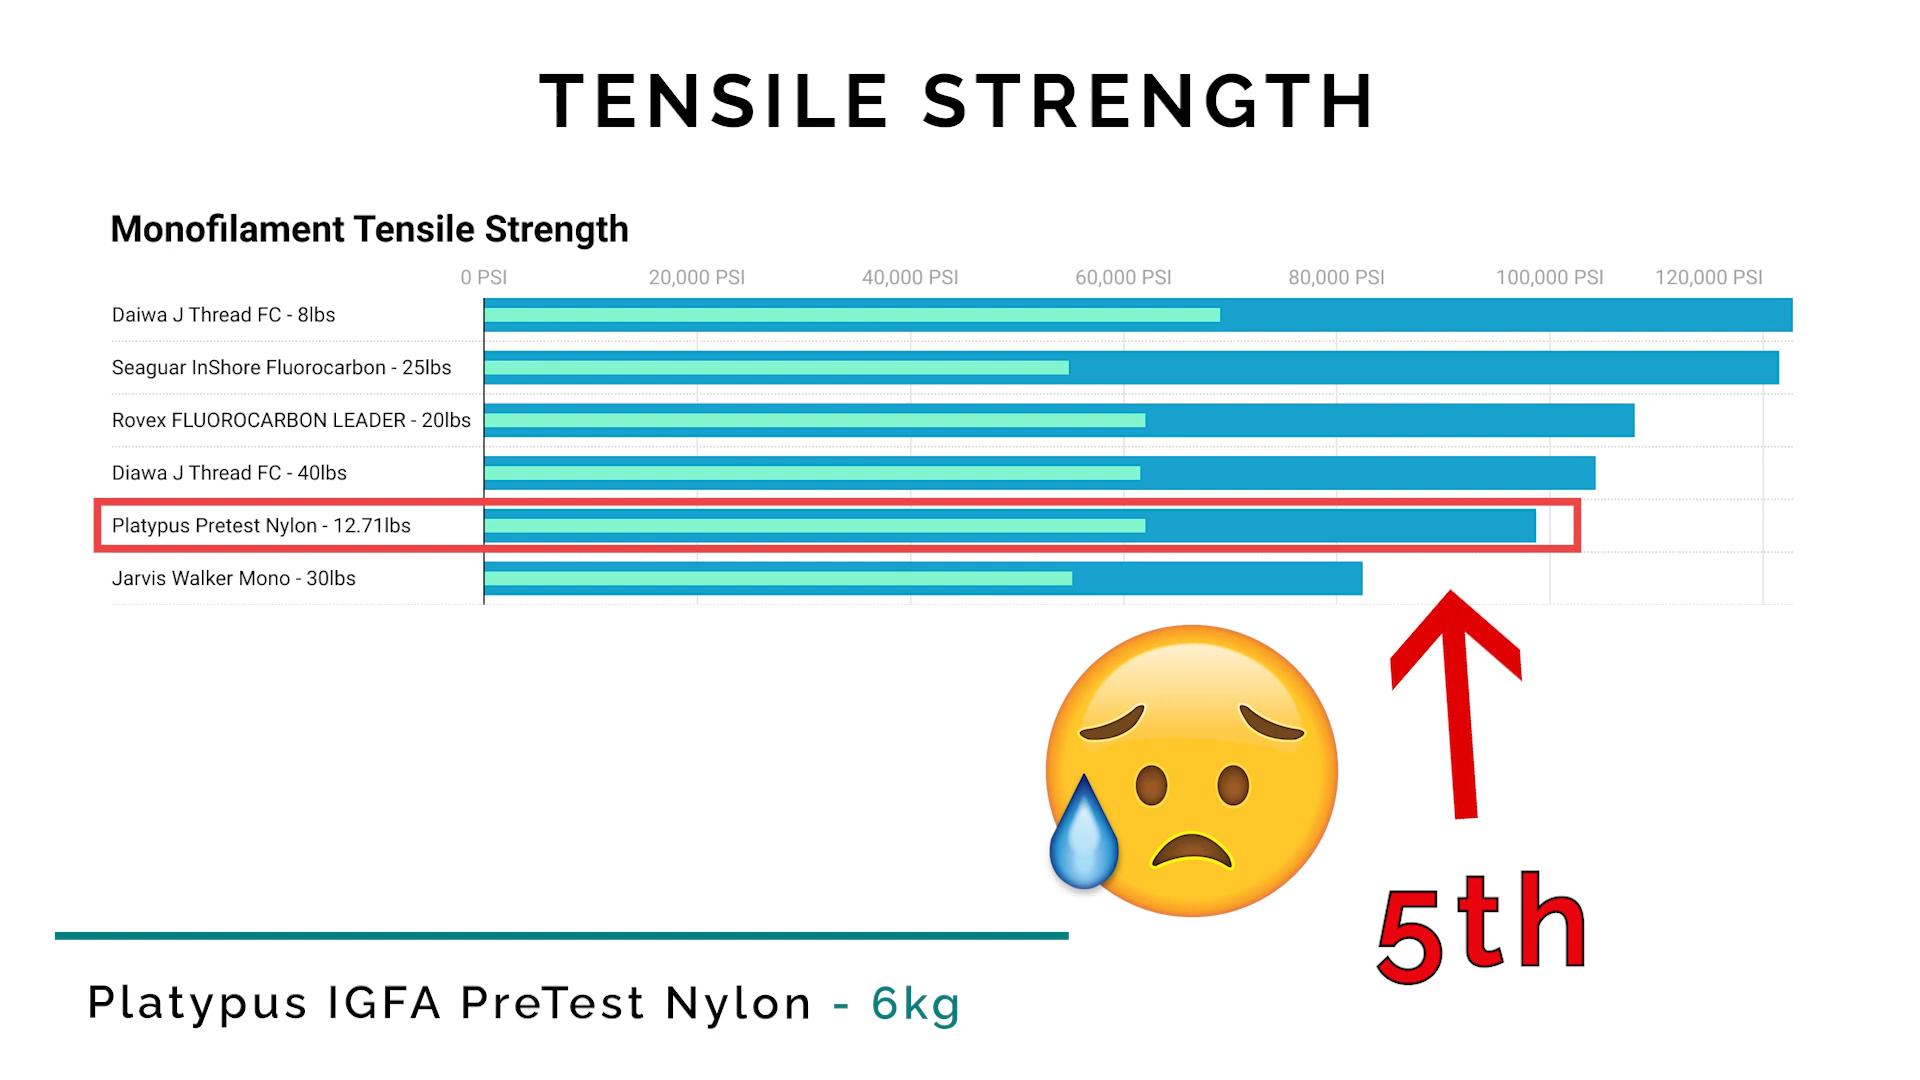 TENSILE STRENGTH
Monofilament Tensile Strength
0 PSI 20,000 PSI 40,000 PSI 60,000 PSI 80,000 PSI 100,000 PSI 120,000 PSI
Daiwa J Thread FC - 8lbs
Seaguar InShore Fluorocarbon - 25lbs
Rovex FLUOROCARBON LEADER - 20lbs
Diawa J Thread FC - 40lbs
Platypus Pretest Nylon - 12.71lbs
Jarvis Walker Mono - 30lbs
5th
Platypus IGFA PreTest Nylon - 6kg